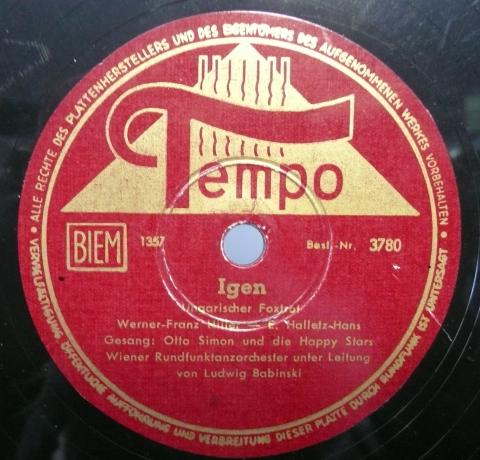 • ALLE RECHTE DES PLATTENHERSTELLERS UND DES EIGENTÜMERS DES AUFGENOMMENEN WERKES VORBEHALTEN •
Tempo
BIEM
1357
Best.-Nr. 3780
Igen
Ungarischer Foxtrot
Werner-Franz — E. Halletz-Hans
Gesang: Otto Simon und die Happy Stars
Wiener Rundfunktanzorchester unter Leitung
von Ludwig Babinski
VERVIELFÄLTIGUNG, ÖFFENTLICHE AUFFÜHRUNG UND VERBREITUNG DIESER PLATTE DURCH RUNDFUNK IST UNTERSAGT